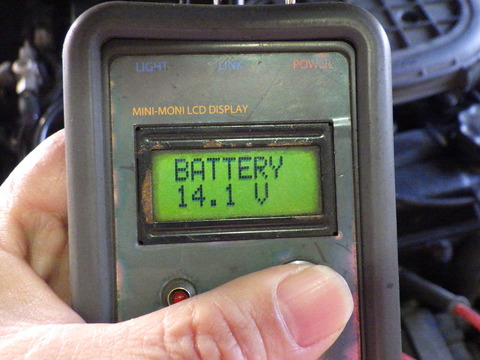 LIGHT LINK POWER
MINI-MONI LCD DISPLAY
BATTERY
14.1 V